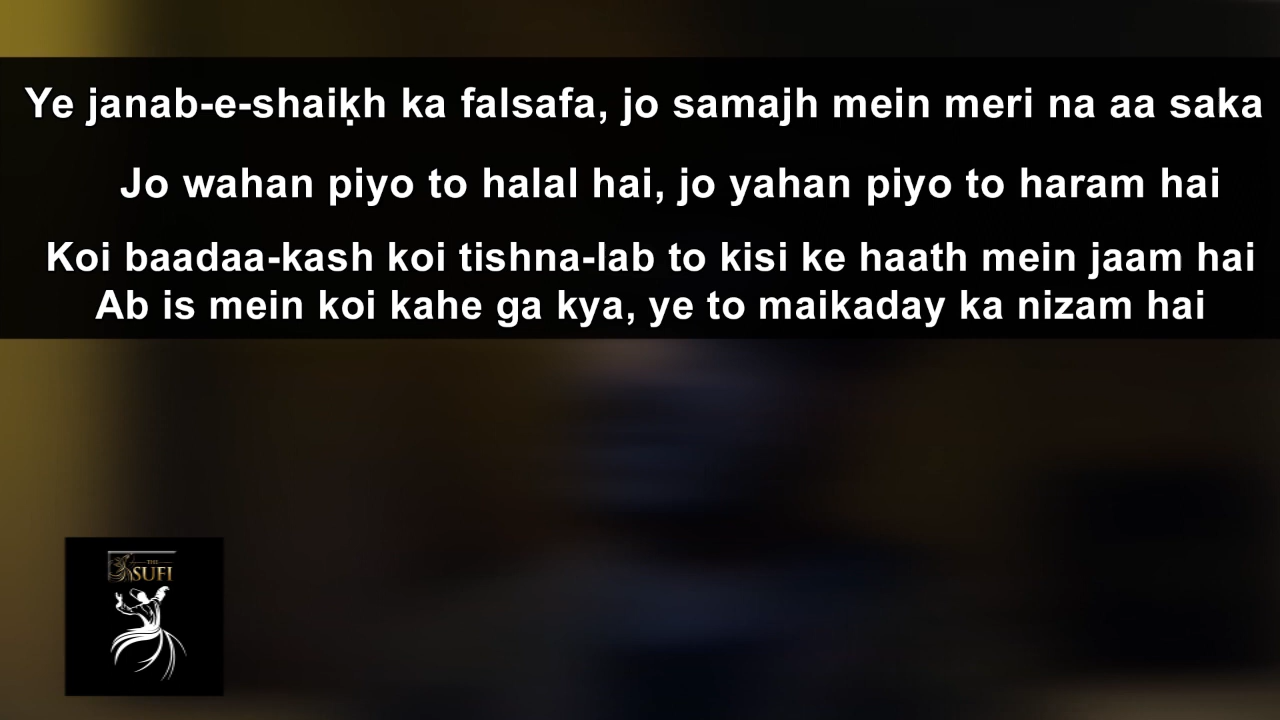 Ye janab-e-shaiḳh ka falsafa, jo samajh mein meri na aa saka
Jo wahan piyo to halal hai, jo yahan piyo to haram hai
Koi baadaa-kash koi tishna-lab to kisi ke haath mein jaam hai
Ab is mein koi kahe ga kya, ye to maikaday ka nizam hai
THE
SUFI